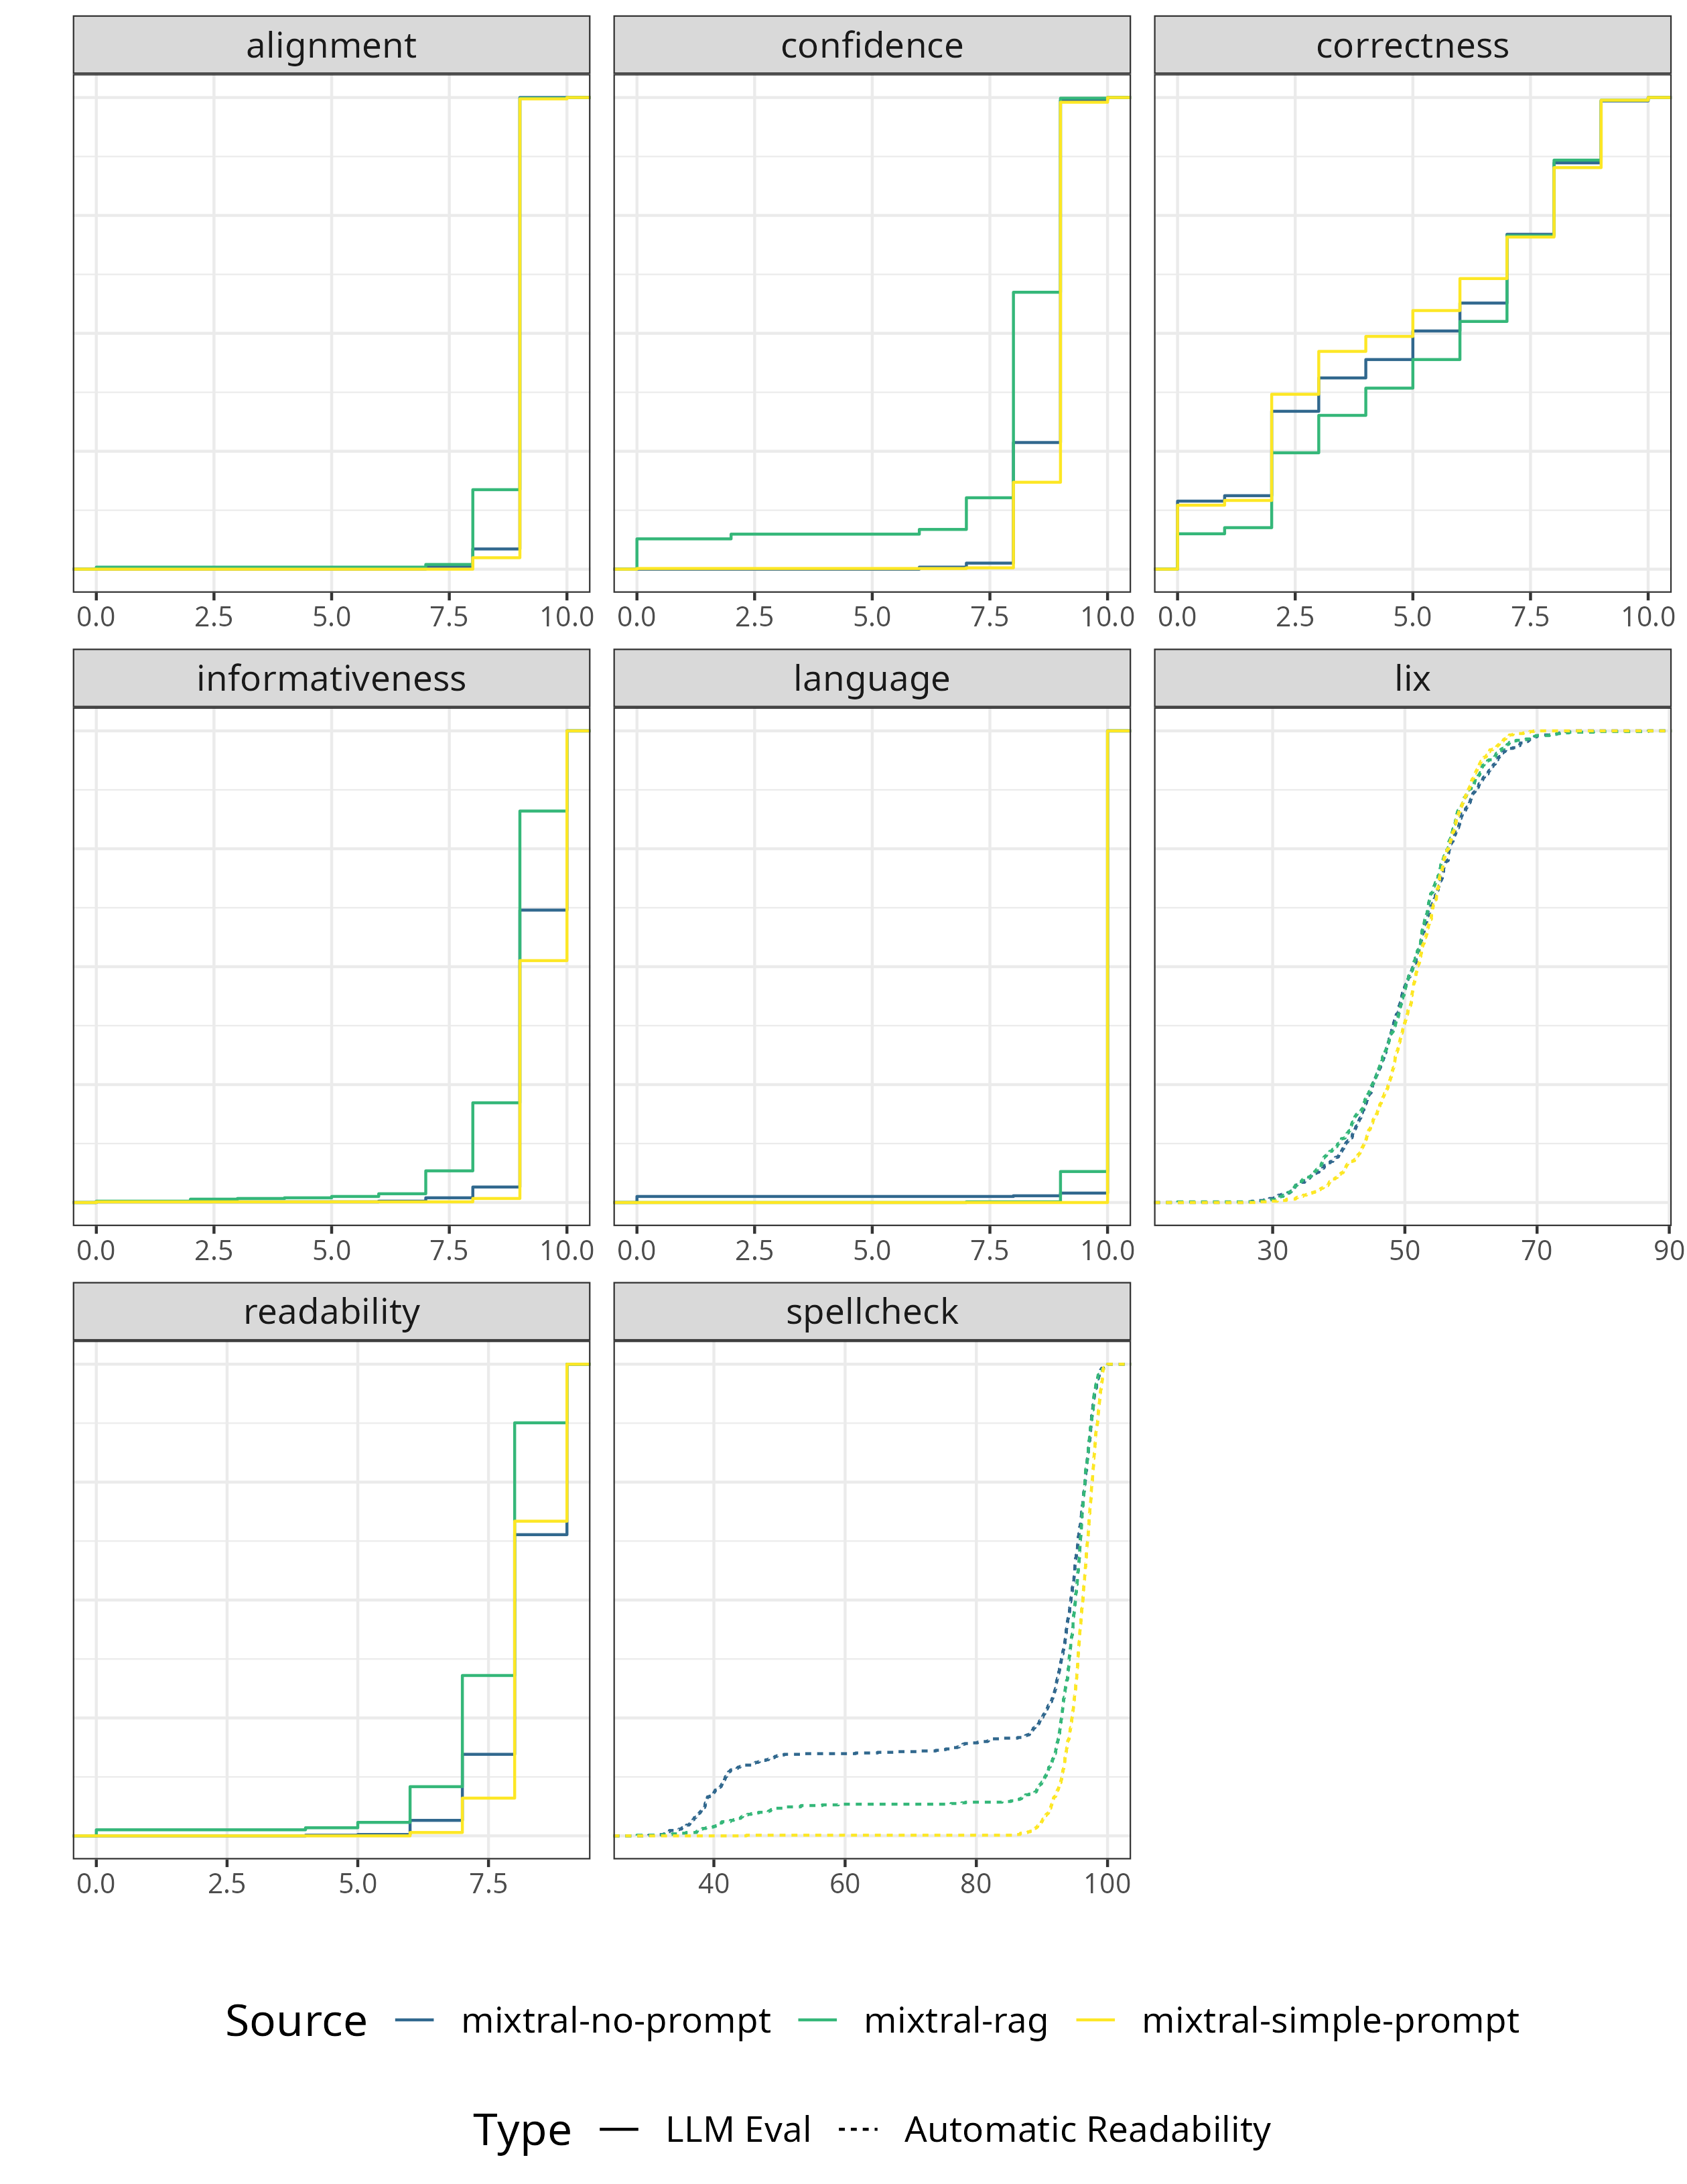 alignment confidence correctness
0.0 2.5 5.0 7.5 10.0 0.0 2.5 5.0 7.5 10.0 0.0 2.5 5.0 7.5 10.0
informativeness language lix
0.0 2.5 5.0 7.5 10.0 0.0 2.5 5.0 7.5 10.0 30 50 70 90
readability spellcheck
0.0 2.5 5.0 7.5 40 60 80 100
Source mixtral-no-prompt mixtral-rag mixtral-simple-prompt
Type LLM Eval Automatic Readability